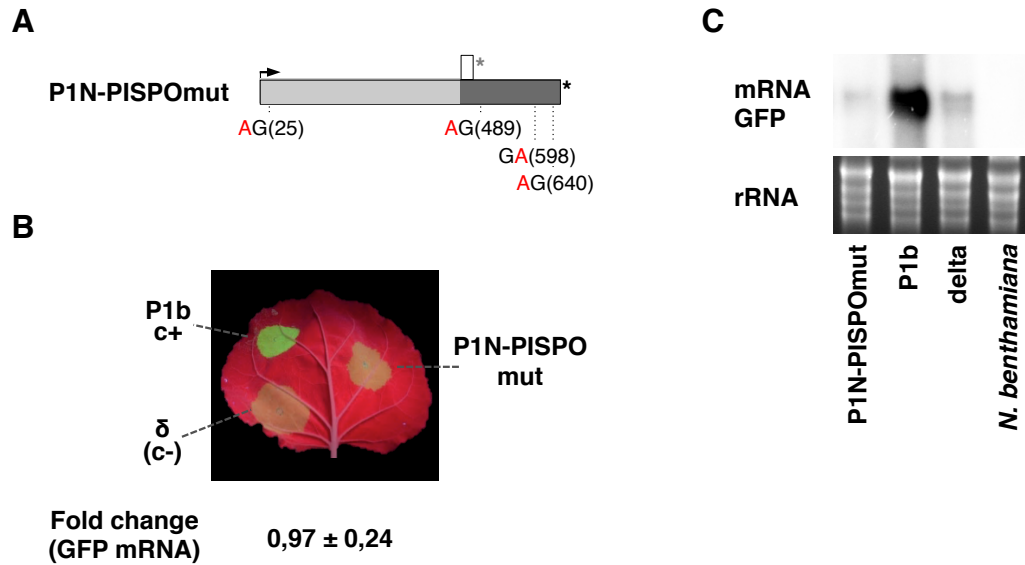 A
P1N-PISPOmut
*
*
AG(25)
AG(489)
GA(598)
AG(640)
B
P1b
c+
P1N-PISPO
mut
δ
(c-)
Fold change
(GFP mRNA)
0,97 ± 0,24
C
mRNA
GFP
rRNA
P1N-PISPOmut
P1b
delta
N. benthamiana